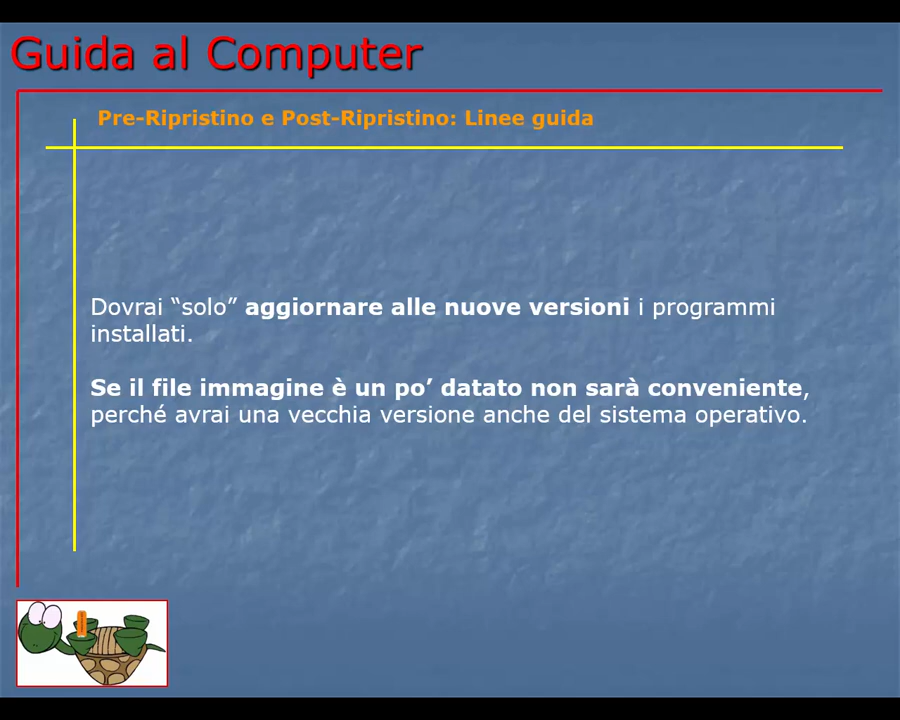 Guida al Computer
Pre-Ripristino e Post-Ripristino: Linee guida
Dovrai “solo” aggiornare alle nuove versioni i programmi
installati.
Se il file immagine è un po’ datato non sarà conveniente,
perché avrai una vecchia versione anche del sistema operativo.